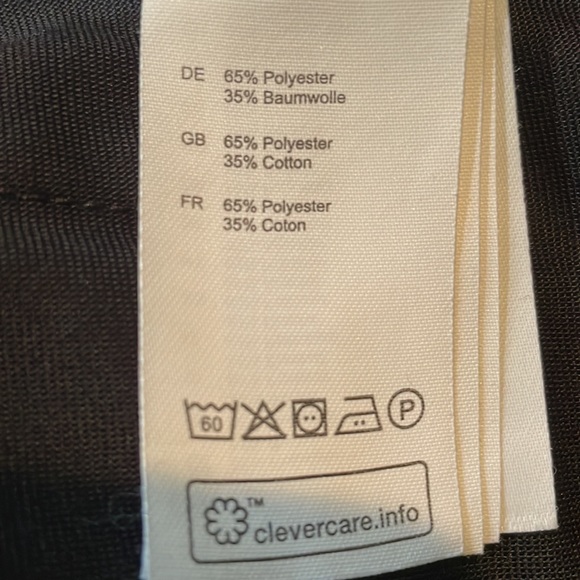 DE 65% Polyester
35% Baumwolle
GB 65% Polyester
35% Cotton
FR 65% Polyester
35% Coton
60 P
™ clevercare.info